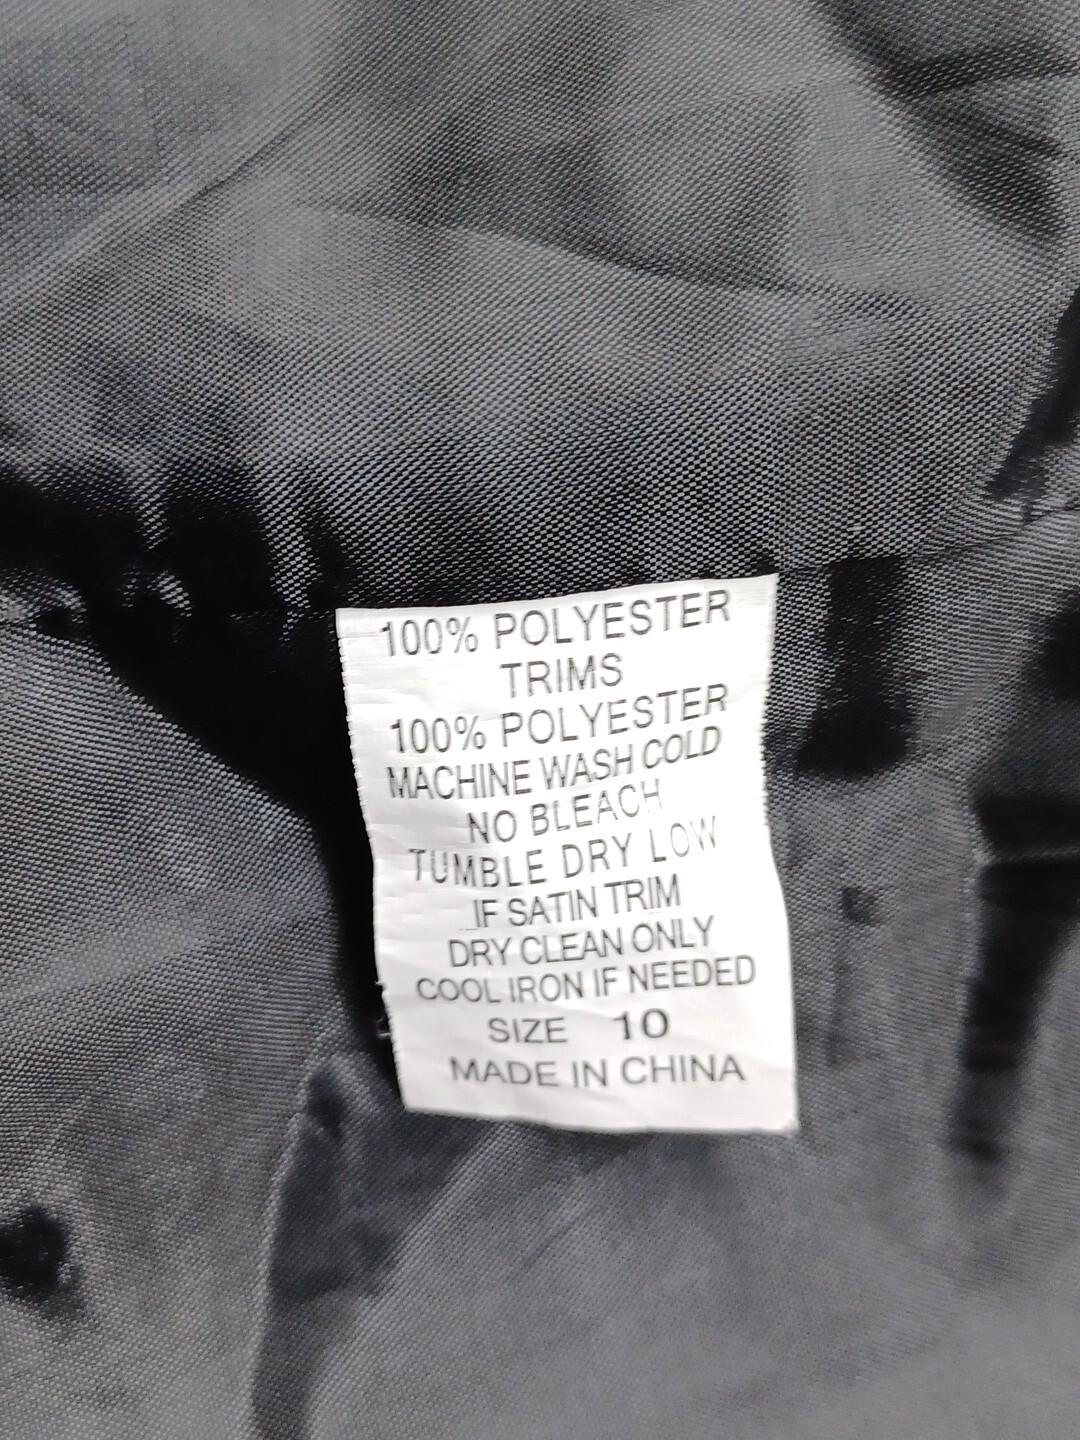 100% POLYESTER
TRIMS
100% POLYESTER
MACHINE WASH COLD
NO BLEACH
TUMBLE DRY LOW
IF SATIN TRIM
DRY CLEAN ONLY
COOL IRON IF NEEDED
SIZE 10
MADE IN CHINA